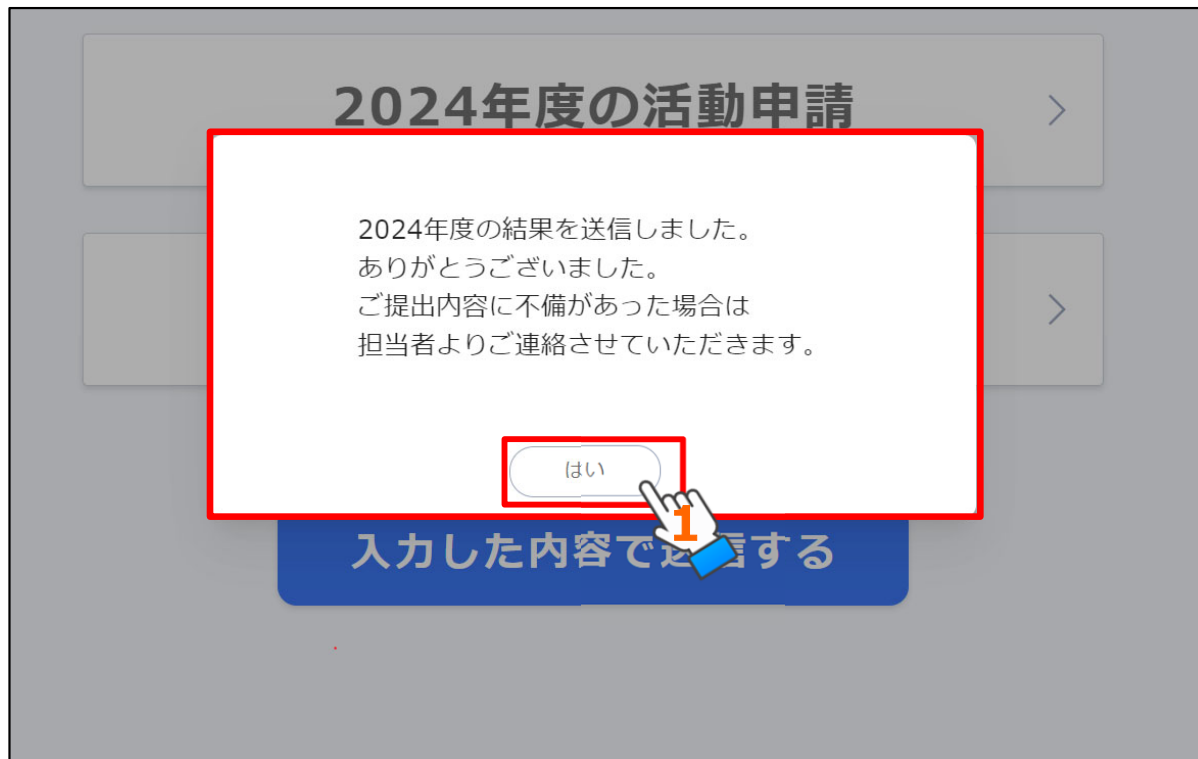 2024年度の活動申請
2024年度の結果を送信しました。
ありがとうございました。
ご提出内容に不備があった場合は
担当者よりご連絡させていただきます。
はい
1
入力した内容で送信する